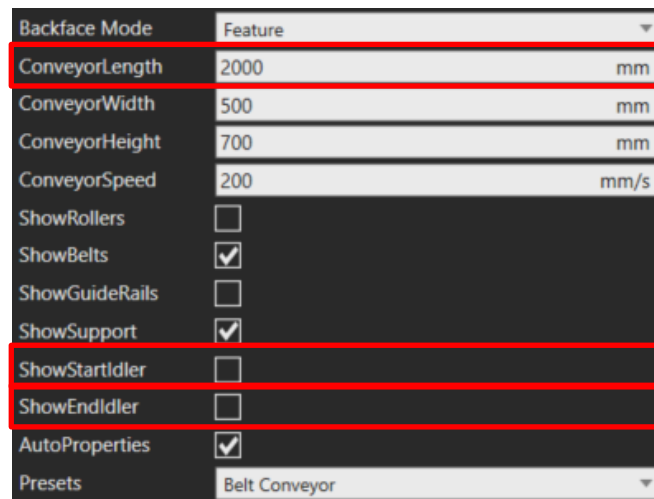 Backface Mode Feature
ConveyorLength 2000 mm
ConveyorWidth 500 mm
ConveyorHeight 700 mm
ConveyorSpeed 200 mm/s
ShowRollers
ShowBelts
ShowGuideRails
ShowSupport
ShowStartIdler
ShowEndIdler
AutoProperties
Presets Belt Conveyor